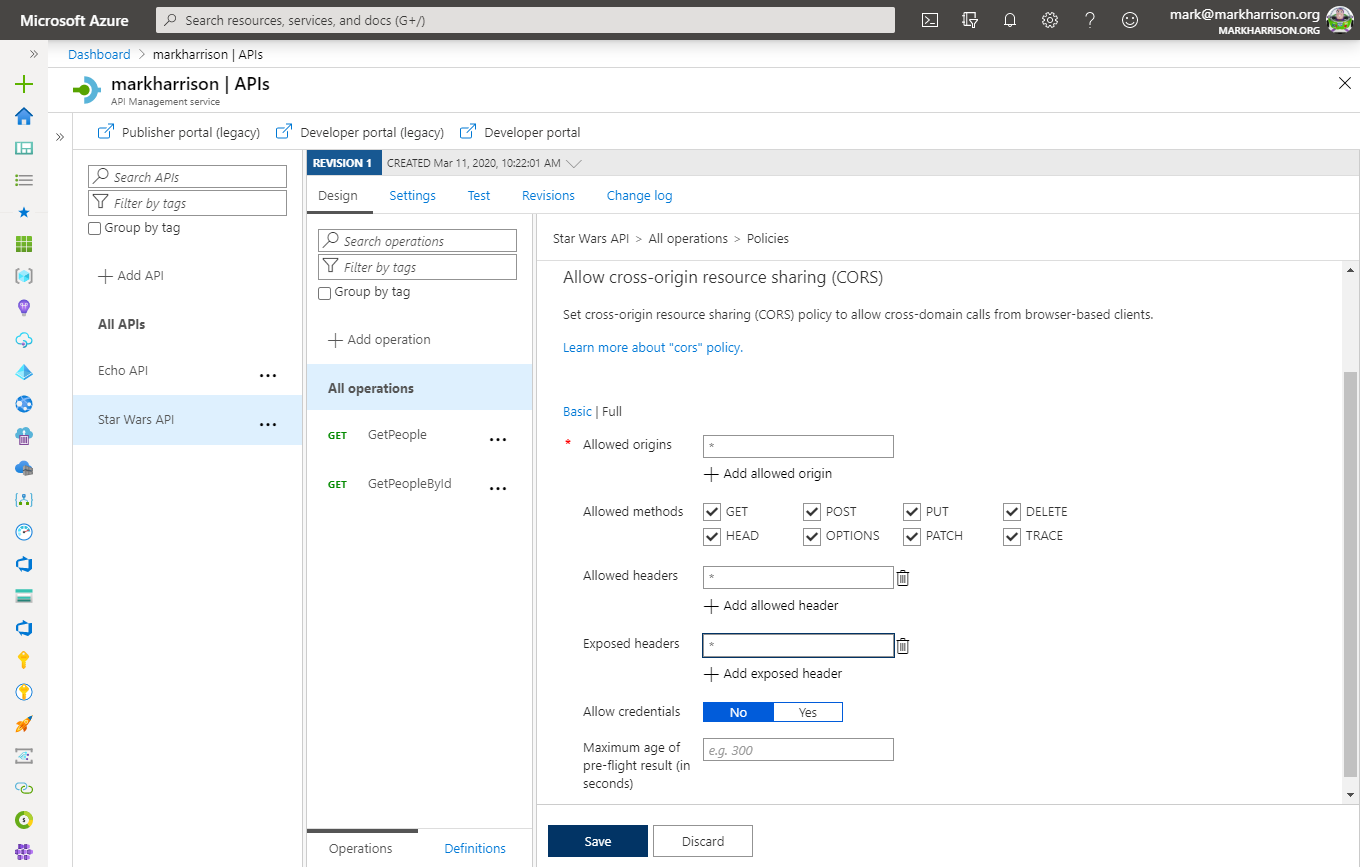 Microsoft Azure
Search resources, services, and docs (G+/)
mark@markharrison.org
MARKHARRISON.ORG
Dashboard > markharrison | APIs
markharrison | APIs
API Management service
Publisher portal (legacy)
Developer portal (legacy)
Developer portal
Search APIs
Filter by tags
Group by tag
Add API
All APIs
Echo API
...
Star Wars API
...
REVISION 1
CREATED Mar 11, 2020, 10:22:01 AM
Design
Settings
Test
Revisions
Change log
Search operations
Filter by tags
Group by tag
Add operation
All operations
GET GetPeople
...
GET GetPeopleById
...
Operations
Definitions
Star Wars API > All operations > Policies
Allow cross-origin resource sharing (CORS)
Set cross-origin resource sharing (CORS) policy to allow cross-domain calls from browser-based clients.
Learn more about "cors" policy.
Basic | Full
* Allowed origins
*
Add allowed origin
Allowed methods
GET POST PUT DELETE
HEAD OPTIONS PATCH TRACE
Allowed headers
*
Add allowed header
Exposed headers
*
Add exposed header
Allow credentials
No Yes
Maximum age of
pre-flight result (in
seconds)
e.g. 300
Save
Discard